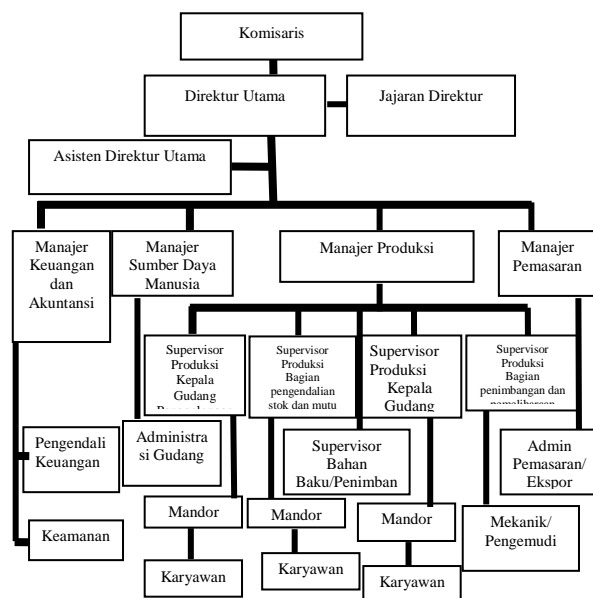 Komisaris
Direktur Utama
Jajaran Direktur
Asisten Direktur Utama
Manajer
Keuangan
dan
Akuntansi
Manajer
Sumber Daya
Manusia
Manajer Produksi
Manajer
Pemasaran
Supervisor
Produksi
Kepala
Gudang
Supervisor
Produksi
Bagian
pengendalian
stok dan mutu
Supervisor
Produksi
Kepala
Gudang
Supervisor
Produksi
Bagian
penimbangan dan
pemeliharaan
Pengendali
Keuangan
Administra
si Gudang
Supervisor
Bahan
Baku/Penimban
Admin
Pemasaran/
Ekspor
Keamanan
Mandor
Mandor
Mandor
Mekanik/
Pengemudi
Karyawan
Karyawan
Karyawan